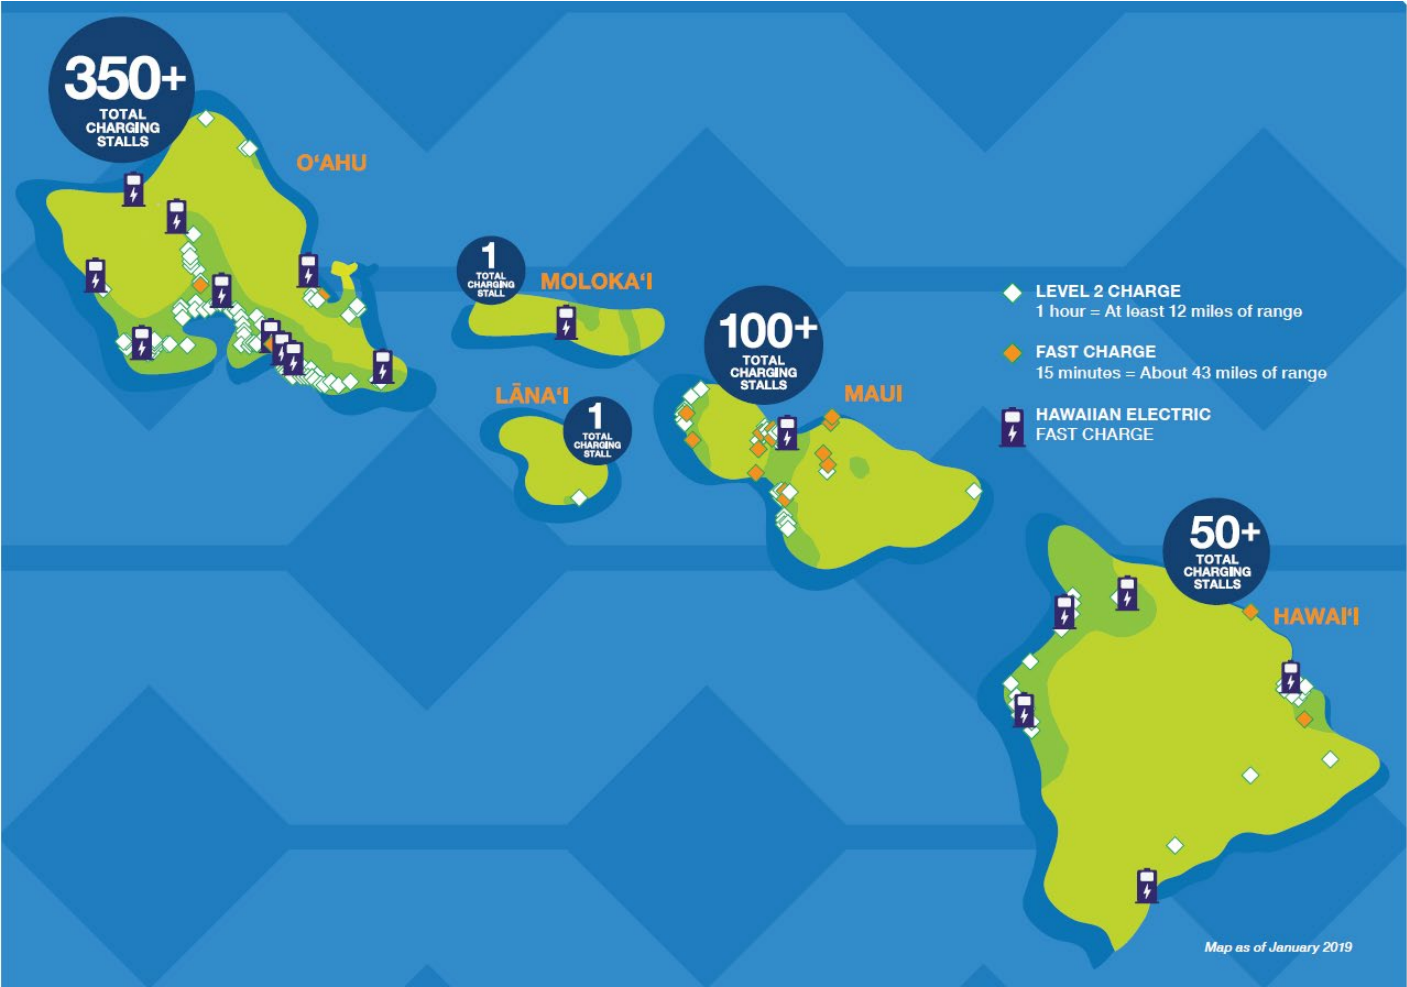 350+
TOTAL
CHARGING
STALLS
O‘AHU
1
TOTAL
CHARGING
STALL
MOLOKA‘I
LĀNA‘I
1
TOTAL
CHARGING
STALL
100+
TOTAL
CHARGING
STALLS
MAUI
LEVEL 2 CHARGE
1 hour = At least 12 miles of range
FAST CHARGE
15 minutes = About 43 miles of range
HAWAIIAN ELECTRIC
FAST CHARGE
50+
TOTAL
CHARGING
STALLS
HAWAI‘I
Map as of January 2019